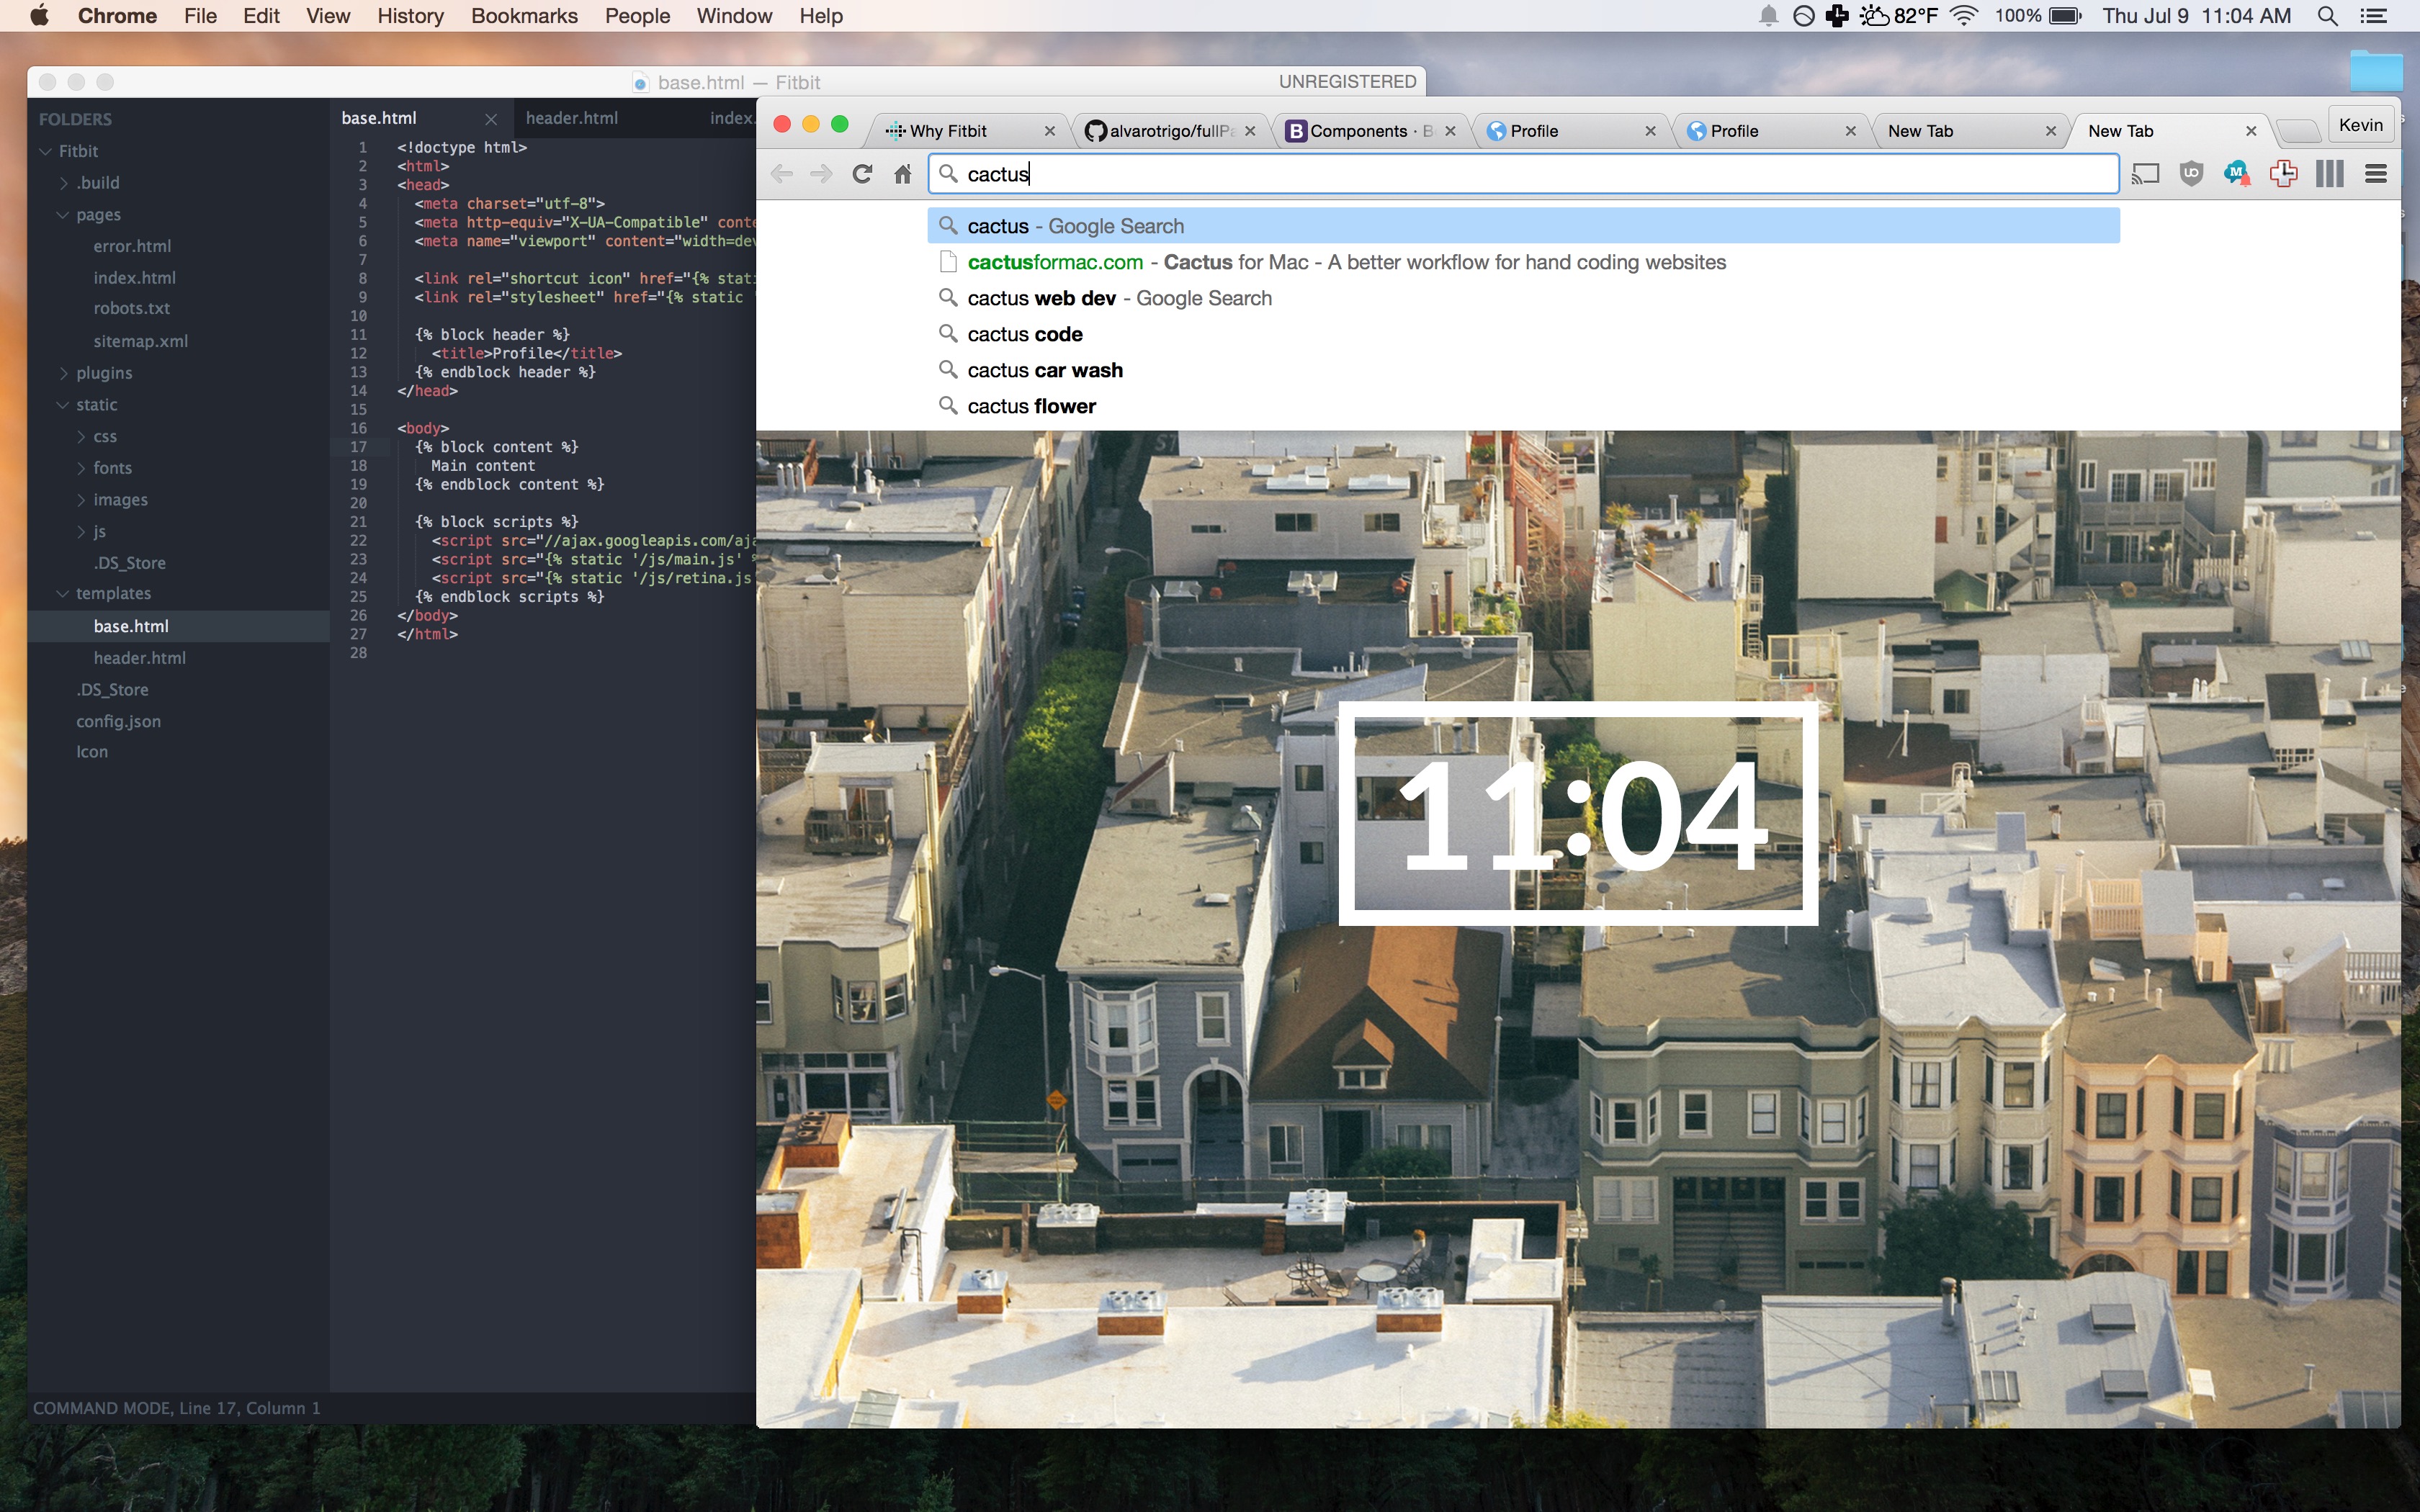 Chrome File Edit View History Bookmarks People Window Help 82°F 100% Thu Jul 9 11:04 AM
base.html — Fitbit UNREGISTERED
FOLDERS
Fitbit
.build
pages
error.html
index.html
robots.txt
sitemap.xml
plugins
static
css
fonts
images
js
.DS_Store
templates
base.html
header.html
.DS_Store
config.json
Icon
base.html header.html index.
1 <!doctype html>
2 <html>
3 <head>
4 <meta charset="utf-8">
5 <meta http-equiv="X-UA-Compatible" conte
6 <meta name="viewport" content="width=dev
7
8 <link rel="shortcut icon" href="{% stati
9 <link rel="stylesheet" href="{% static '
10
11 {% block header %}
12 <title>Profile</title>
13 {% endblock header %}
14 </head>
15
16 <body>
17 {% block content %}
18 Main content
19 {% endblock content %}
20
21 {% block scripts %}
22 <script src="//ajax.googleapis.com/aja
23 <script src="{% static '/js/main.js' %
24 <script src="{% static '/js/retina.js
25 {% endblock scripts %}
26 </body>
27 </html>
28
COMMAND MODE, Line 17, Column 1
Why Fitbit alvarotrigo/fullPa Components · B Profile Profile New Tab New Tab Kevin
cactus
cactus - Google Search
cactusformac.com - Cactus for Mac - A better workflow for hand coding websites
cactus web dev - Google Search
cactus code
cactus car wash
cactus flower
11:04